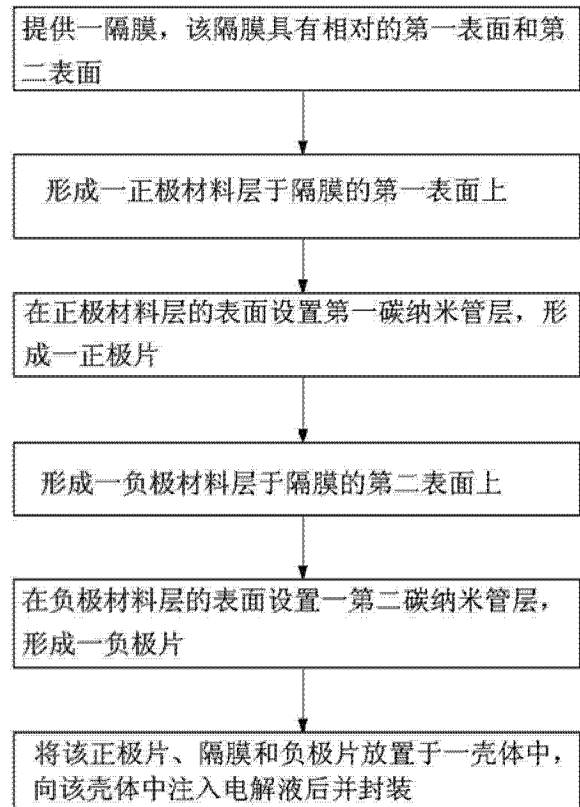 提供一隔膜，该隔膜具有相对的第一表面和第
二表面
形成一正极材料层于隔膜的第一表面上
在正极材料层的表面设置第一碳纳米管层，形
成一正极片
形成一负极材料层于隔膜的第二表面上
在负极材料层的表面设置一第二碳纳米管层，
形成一负极片
将该正极片、隔膜和负极片放置于一壳体中，
向该壳体中注入电解液后并封装